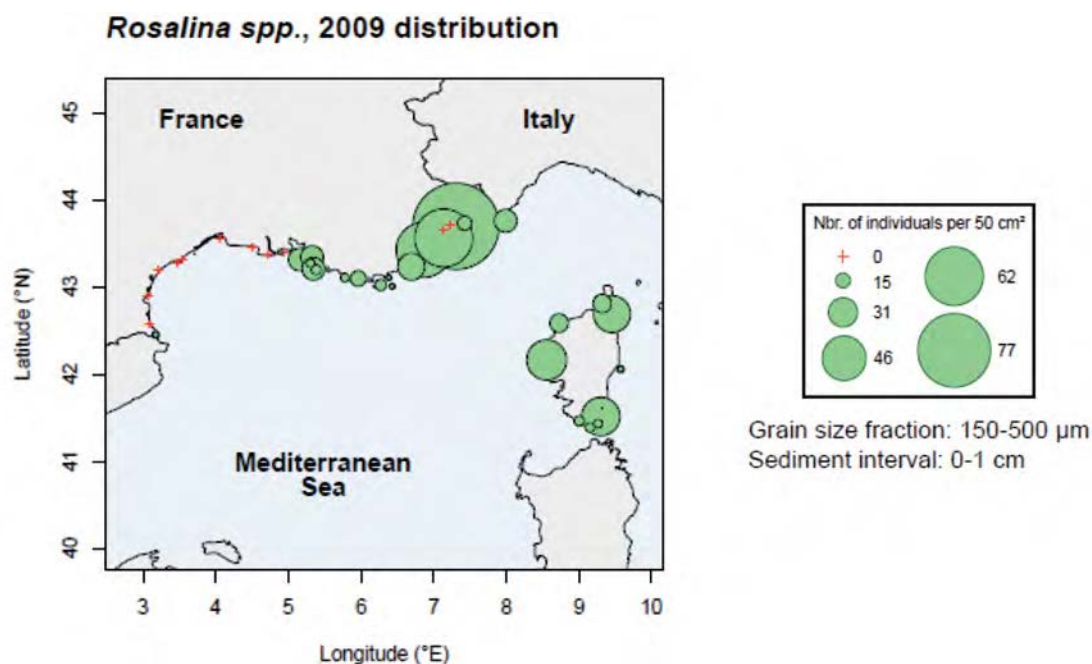 Rosalina spp., 2009 distribution
France
Italy
Mediterranean
Sea
45
44
43
42
41
40
Latitude (°N)
3 4 5 6 7 8 9 10
Longitude (°E)
Nbr. of individuals per 50 cm²
0
15
31
46
62
77
Grain size fraction: 150-500 µm
Sediment interval: 0-1 cm